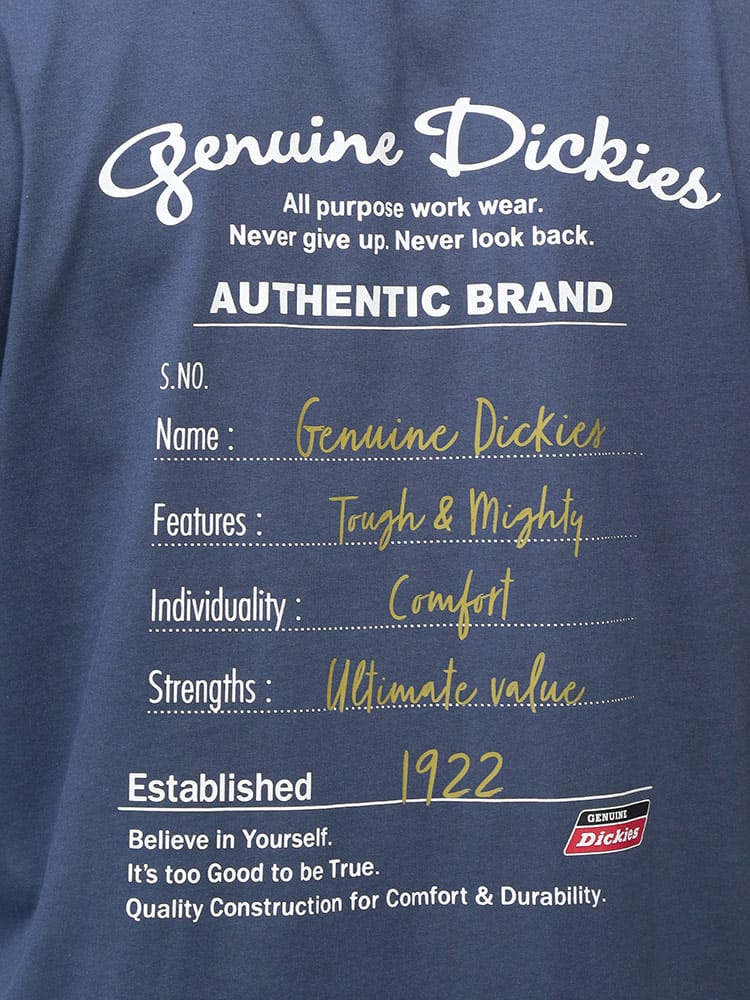 Genuine Dickies
All purpose work wear.
Never give up. Never look back.
AUTHENTIC BRAND
S.NO.
Name : Genuine Dickies
Features : Tough & Mighty
Individuality : Comfort
Strengths : Ultimate value
Established 1922
Believe in Yourself.
It's too Good to be True.
Quality Construction for Comfort & Durability.
GENUINE
Dickies